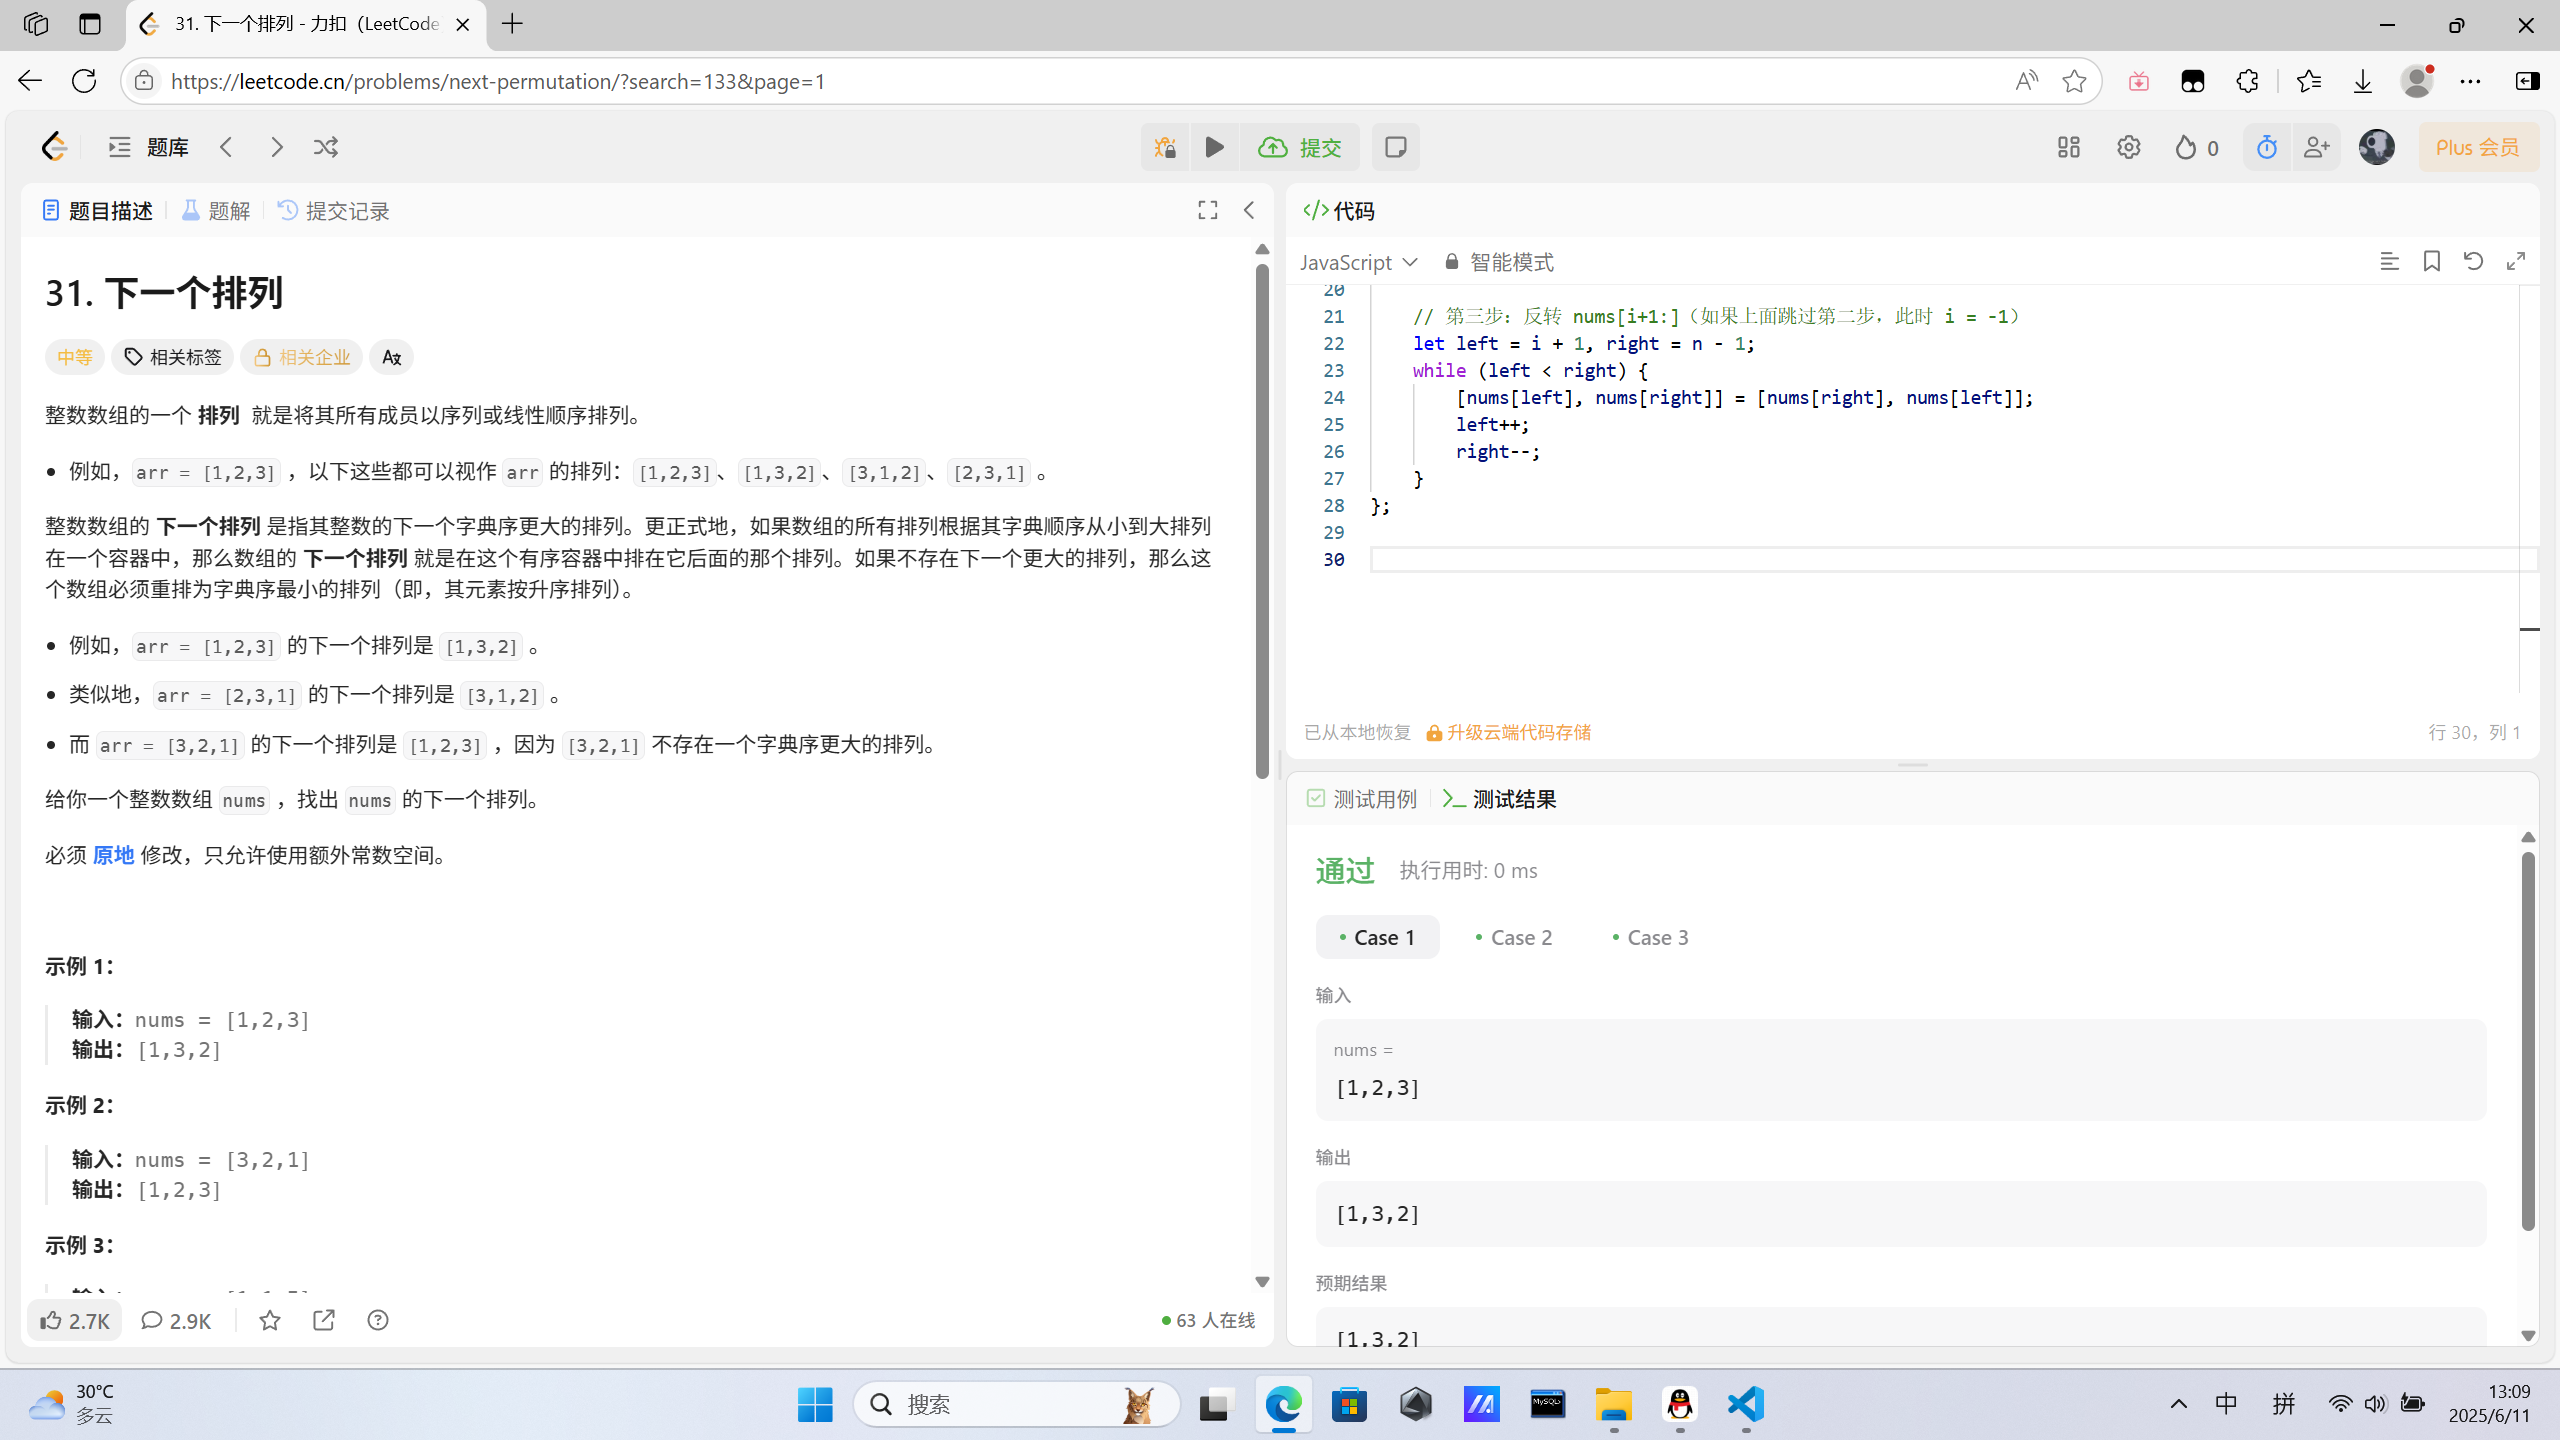 31. 下一个排列 - 力扣（LeetCode
https://leetcode.cn/problems/next-permutation/?search=133&page=1
题库
提交
0
Plus 会员
题目描述
题解
提交记录
31. 下一个排列
中等
相关标签
相关企业
整数数组的一个 排列 就是将其所有成员以序列或线性顺序排列。
例如，arr = [1,2,3] ，以下这些都可以视作 arr 的排列：[1,2,3]、[1,3,2]、[3,1,2]、[2,3,1] 。
整数数组的 下一个排列 是指其整数的下一个字典序更大的排列。更正式地，如果数组的所有排列根据其字典顺序从小到大排列
在一个容器中，那么数组的 下一个排列 就是在这个有序容器中排在它后面的那个排列。如果不存在下一个更大的排列，那么这
个数组必须重排为字典序最小的排列（即，其元素按升序排列）。
例如，arr = [1,2,3] 的下一个排列是 [1,3,2] 。
类似地，arr = [2,3,1] 的下一个排列是 [3,1,2] 。
而 arr = [3,2,1] 的下一个排列是 [1,2,3] ，因为 [3,2,1] 不存在一个字典序更大的排列。
给你一个整数数组 nums ，找出 nums 的下一个排列。
必须 原地 修改，只允许使用额外常数空间。
示例 1：
输入：nums = [1,2,3]
输出：[1,3,2]
示例 2：
输入：nums = [3,2,1]
输出：[1,2,3]
示例 3：
2.7K
2.9K
63 人在线
代码
JavaScript
智能模式
20
21 // 第三步：反转 nums[i+1:]（如果上面跳过第二步，此时 i = -1）
22 let left = i + 1, right = n - 1;
23 while (left < right) {
24 [nums[left], nums[right]] = [nums[right], nums[left]];
25 left++;
26 right--;
27 }
28 };
29
30
已从本地恢复
升级云端代码存储
行 30，列 1
测试用例
测试结果
通过
执行用时: 0 ms
Case 1
Case 2
Case 3
输入
nums =
[1,2,3]
输出
[1,3,2]
预期结果
[1,3,2]
30°C
多云
搜索
MySQL
中
拼
13:09
2025/6/11